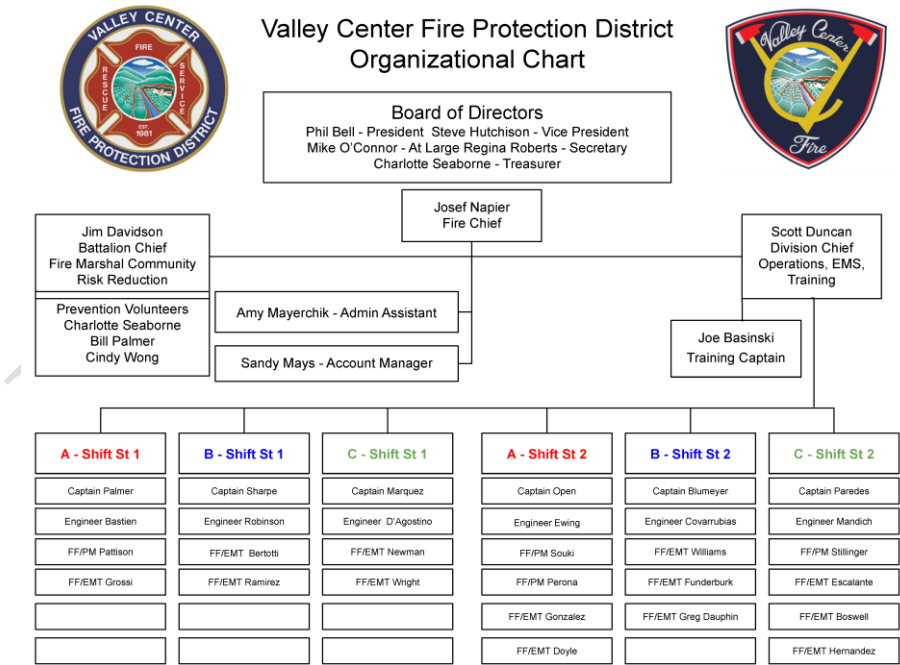 VALLEY CENTER
FIRE
RESCUE
SERVICE
EST.
1981
FIRE PROTECTION DISTRICT
Valley Center Fire Protection District
Organizational Chart
Valley Center
Fire
Board of Directors
Phil Bell - President  Steve Hutchison - Vice President
Mike O'Connor - At Large Regina Roberts - Secretary
Charlotte Seaborne - Treasurer
Josef Napier
Fire Chief
Jim Davidson
Battalion Chief
Fire Marshal Community
Risk Reduction
Prevention Volunteers
Charlotte Seaborne
Bill Palmer
Cindy Wong
Scott Duncan
Division Chief
Operations, EMS,
Training
Amy Mayerchik - Admin Assistant
Sandy Mays - Account Manager
Joe Basinski
Training Captain
A - Shift St 1
Captain Palmer
Engineer Bastien
FF/PM Pattison
FF/EMT Grossi
B - Shift St 1
Captain Sharpe
Engineer Robinson
FF/EMT  Bertotti
FF/EMT Ramirez
C - Shift St 1
Captain Marquez
Engineer  D'Agostino
FF/EMT Newman
FF/EMT Wright
A - Shift St 2
Captain Open
Engineer Ewing
FF/PM Souki
FF/PM Perona
FF/EMT Gonzalez
FF/EMT Doyle
B - Shift St 2
Captain Blumeyer
Engineer Covarrubias
FF/EMT Williams
FF/EMT Funderburk
FF/EMT Greg Dauphin
C - Shift St 2
Captain Paredes
Engineer Mandich
FF/PM Stillinger
FF/EMT Escalante
FF/EMT Boswell
FF/EMT Hernandez